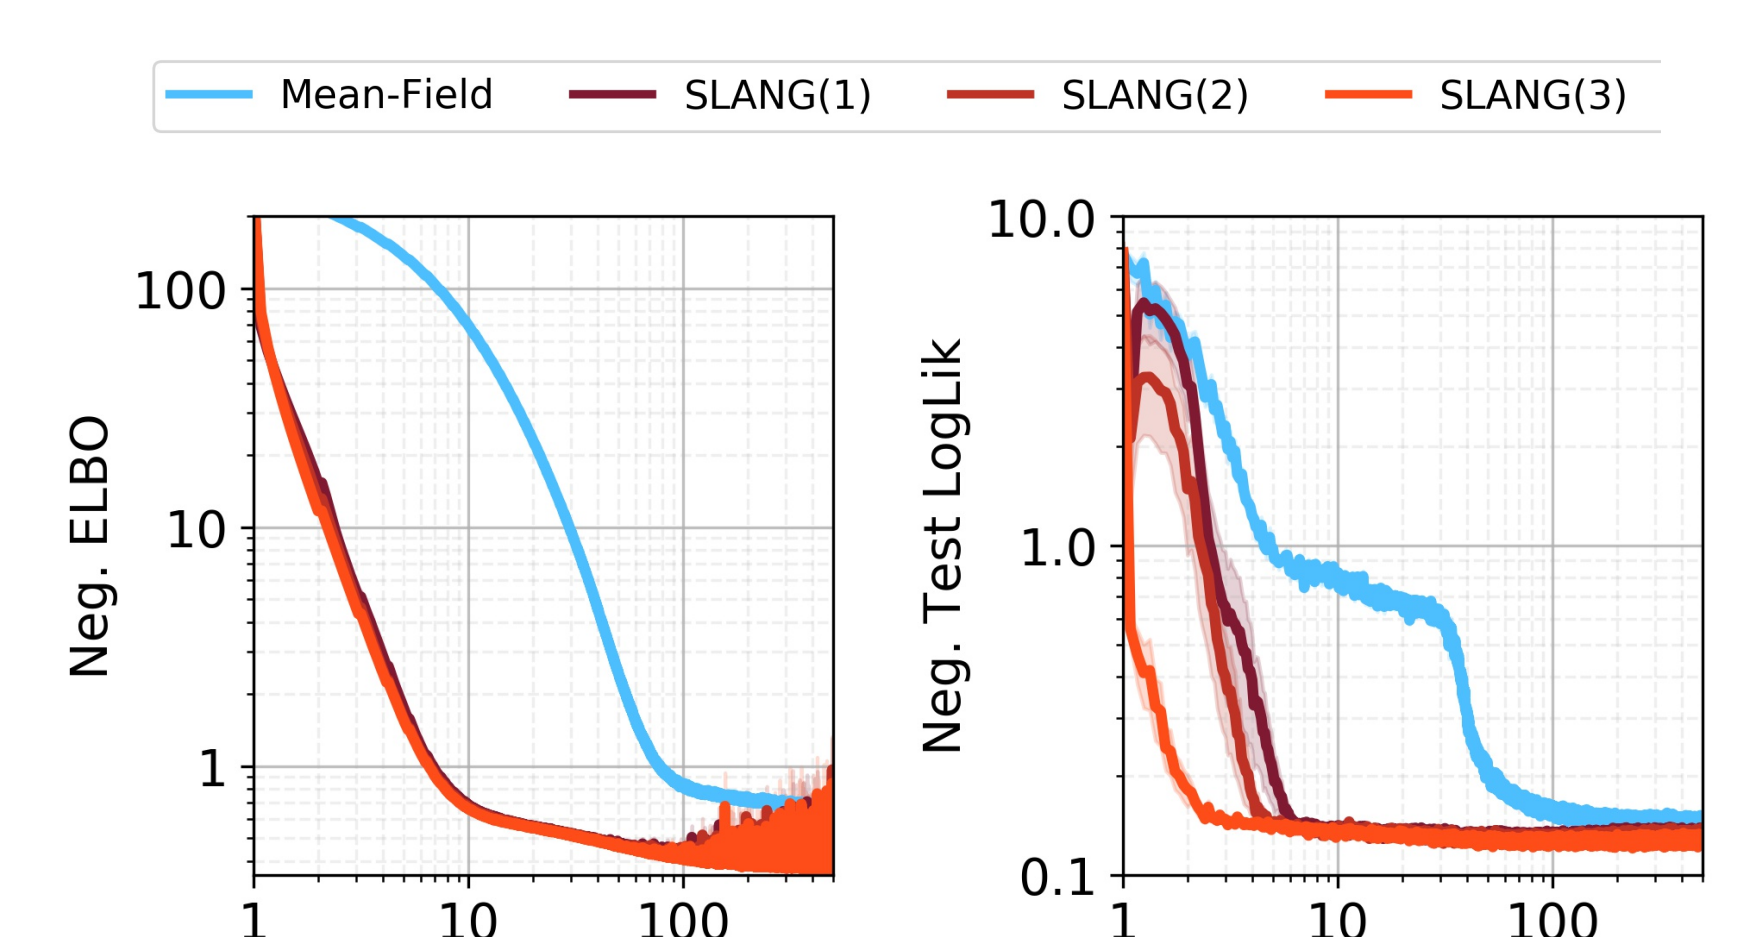 Mean-Field SLANG(1) SLANG(2) SLANG(3)
Neg. ELBO
100
10
1
1 10 100
Neg. Test LogLik
10.0
1.0
0.1
1 10 100